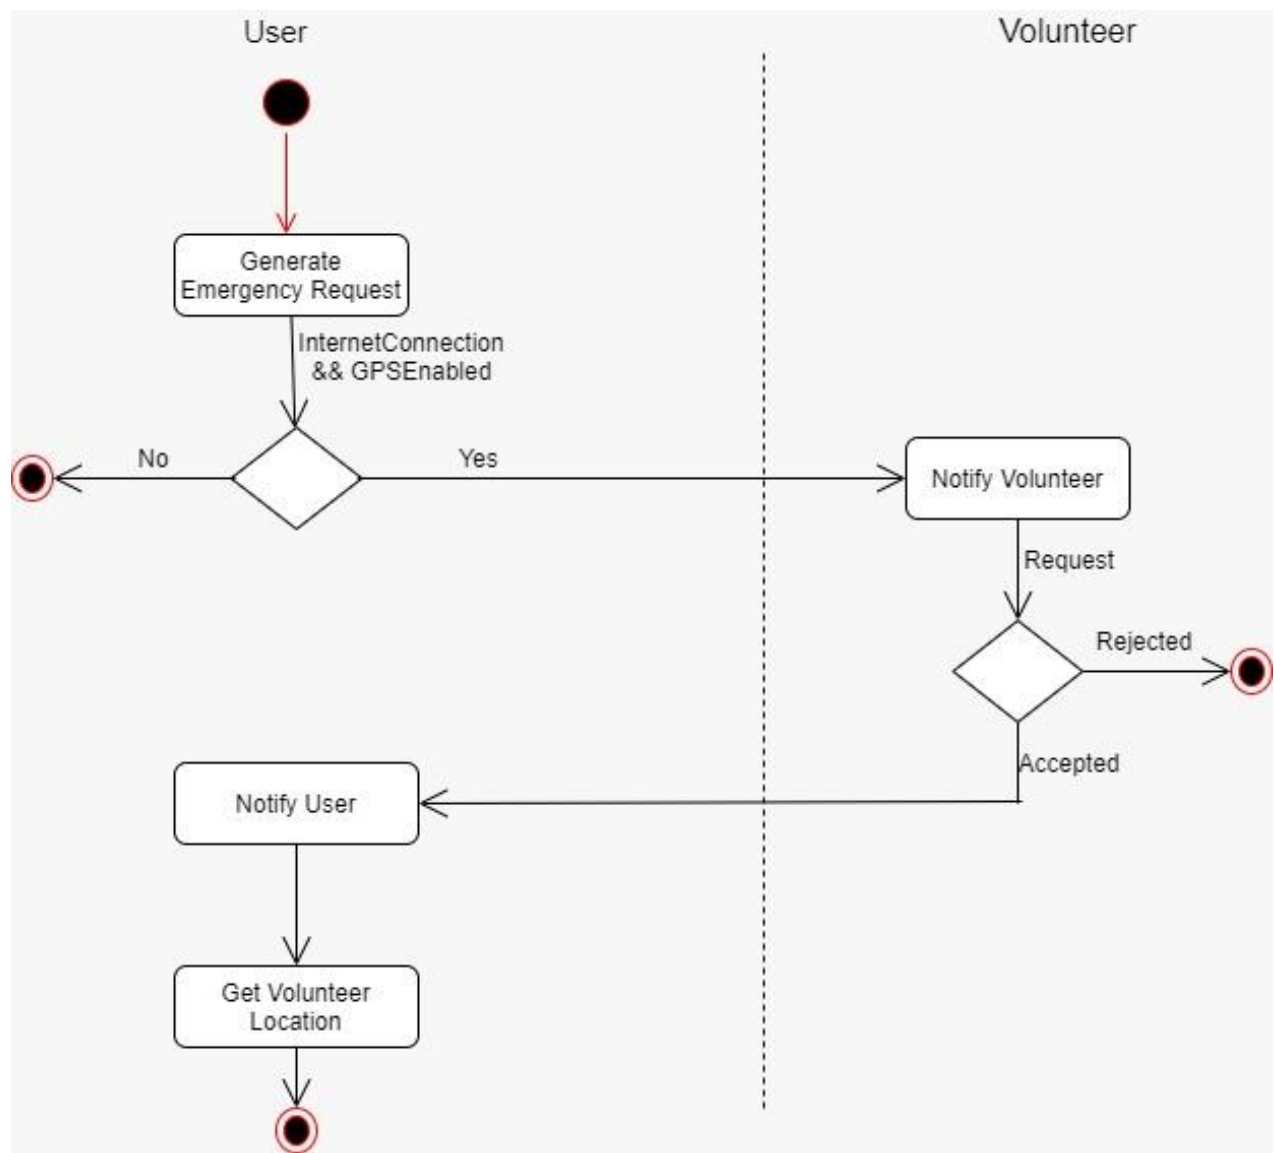 User
Volunteer
Generate
Emergency Request
InternetConnection
&& GPSEnabled
No
Yes
Notify Volunteer
Request
Rejected
Accepted
Notify User
Get Volunteer
Location